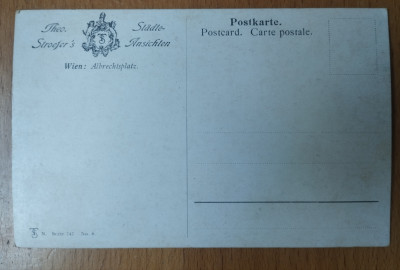 Theo. Stroefer's Städte-Ansichten
Wien: Albrechtsplatz.
Postkarte.
Postcard. Carte postale.